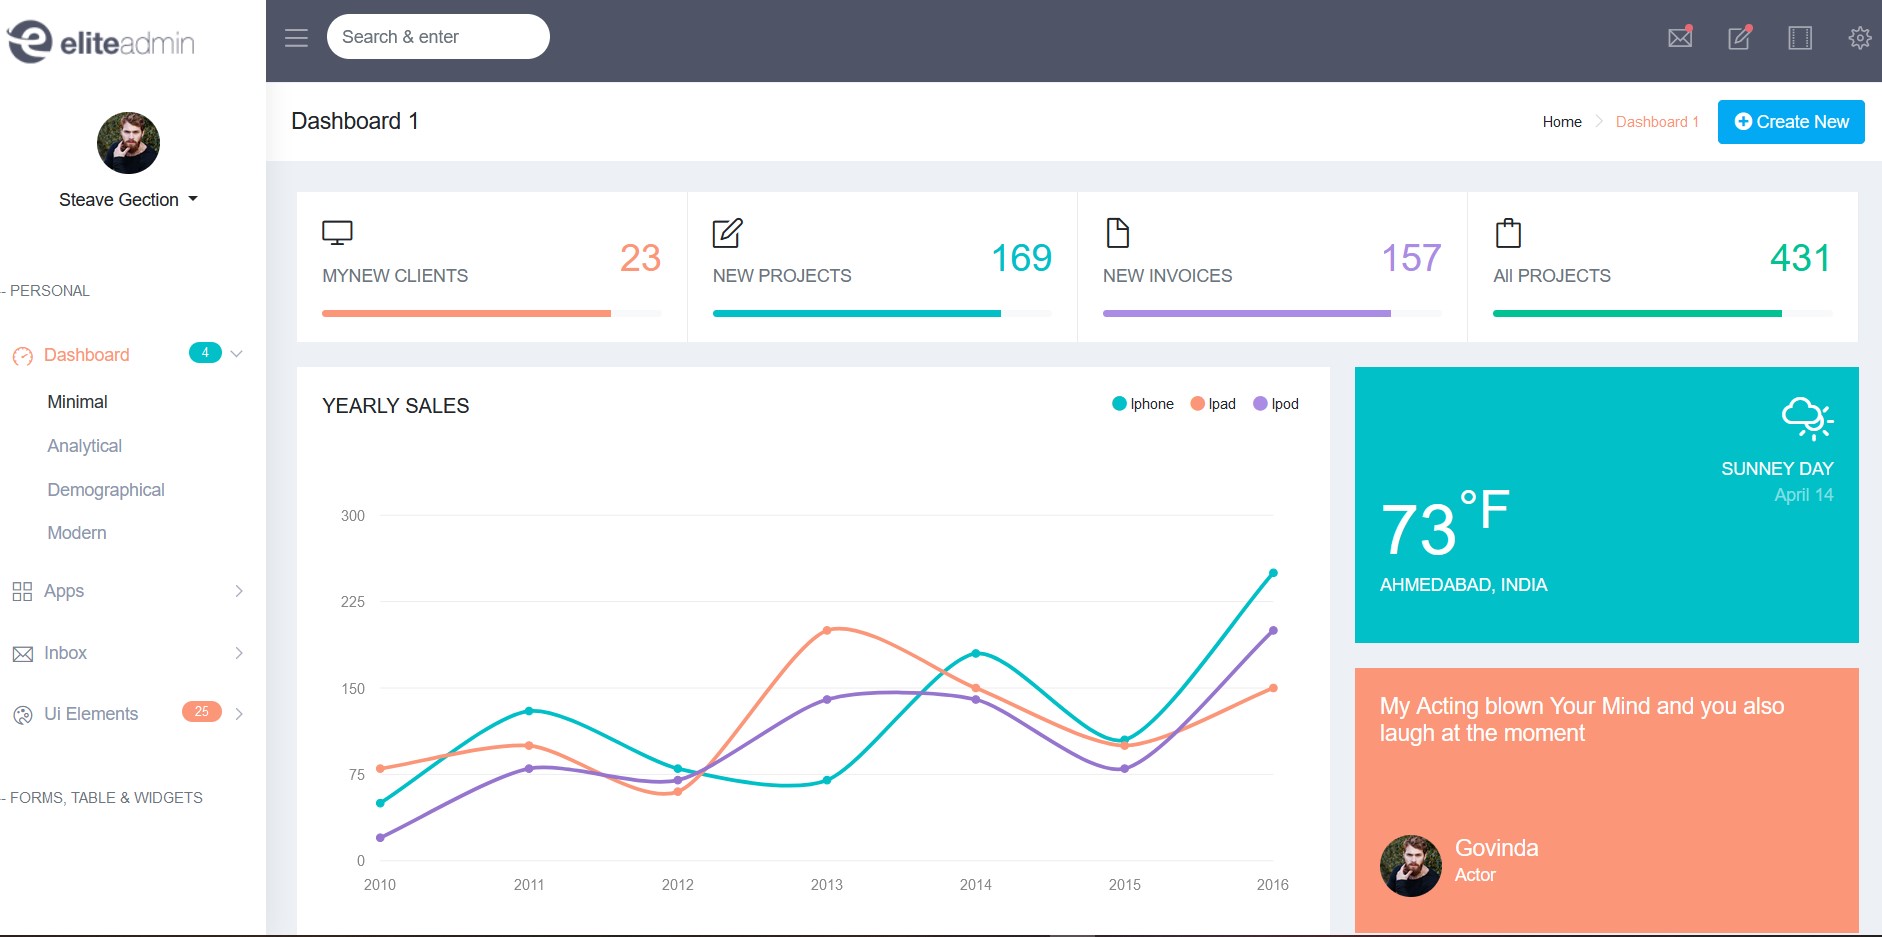 eliteadmin
Search & enter
Steave Gection
Dashboard 1
Home
Dashboard 1
Create New
-- PERSONAL
Dashboard
4
Minimal
Analytical
Demographical
Modern
Apps
Inbox
Ui Elements
25
-- FORMS, TABLE & WIDGETS
MYNEW CLIENTS
23
NEW PROJECTS
169
NEW INVOICES
157
All PROJECTS
431
YEARLY SALES
Iphone
Ipad
Ipod
300
225
150
75
0
2010
2011
2012
2013
2014
2015
2016
SUNNEY DAY
April 14
73°F
AHMEDABAD, INDIA
My Acting blown Your Mind and you also
laugh at the moment
Govinda
Actor